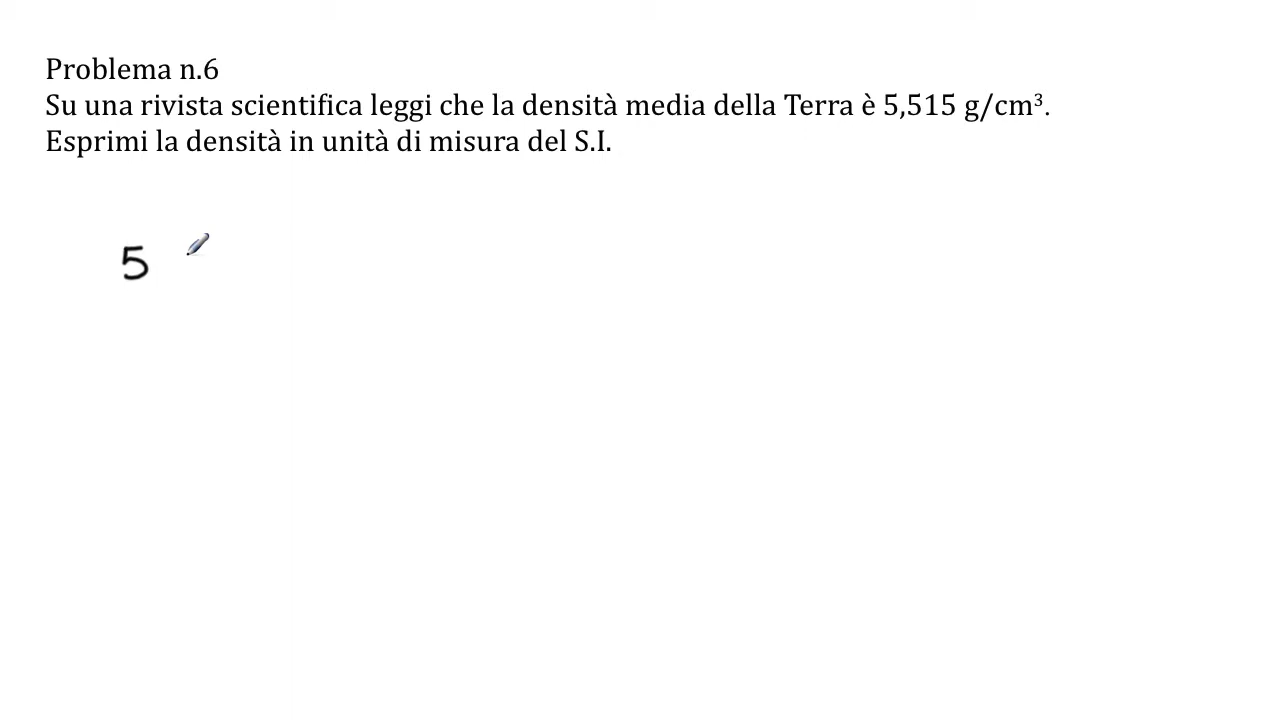 Problema n.6
Su una rivista scientifica leggi che la densità media della Terra è 5,515 g/cm³.
Esprimi la densità in unità di misura del S.I.
5